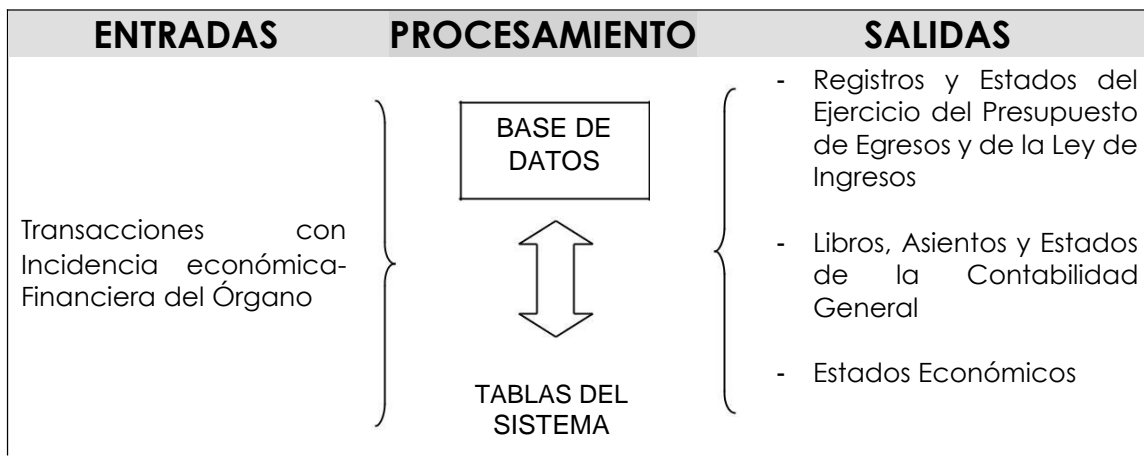 ENTRADAS PROCESAMIENTO SALIDAS
Transacciones con
Incidencia económica-
Financiera del Órgano
BASE DE
DATOS
TABLAS DEL
SISTEMA
- Registros y Estados del
Ejercicio del Presupuesto
de Egresos y de la Ley de
Ingresos
- Libros, Asientos y Estados
de la Contabilidad
General
- Estados Económicos